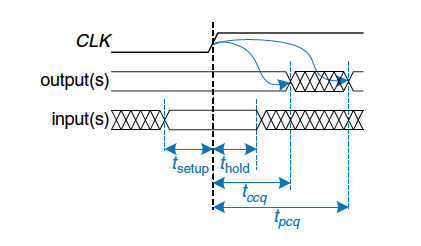 CLK
output(s)
input(s)
tsetup thold
tccq
tpcq